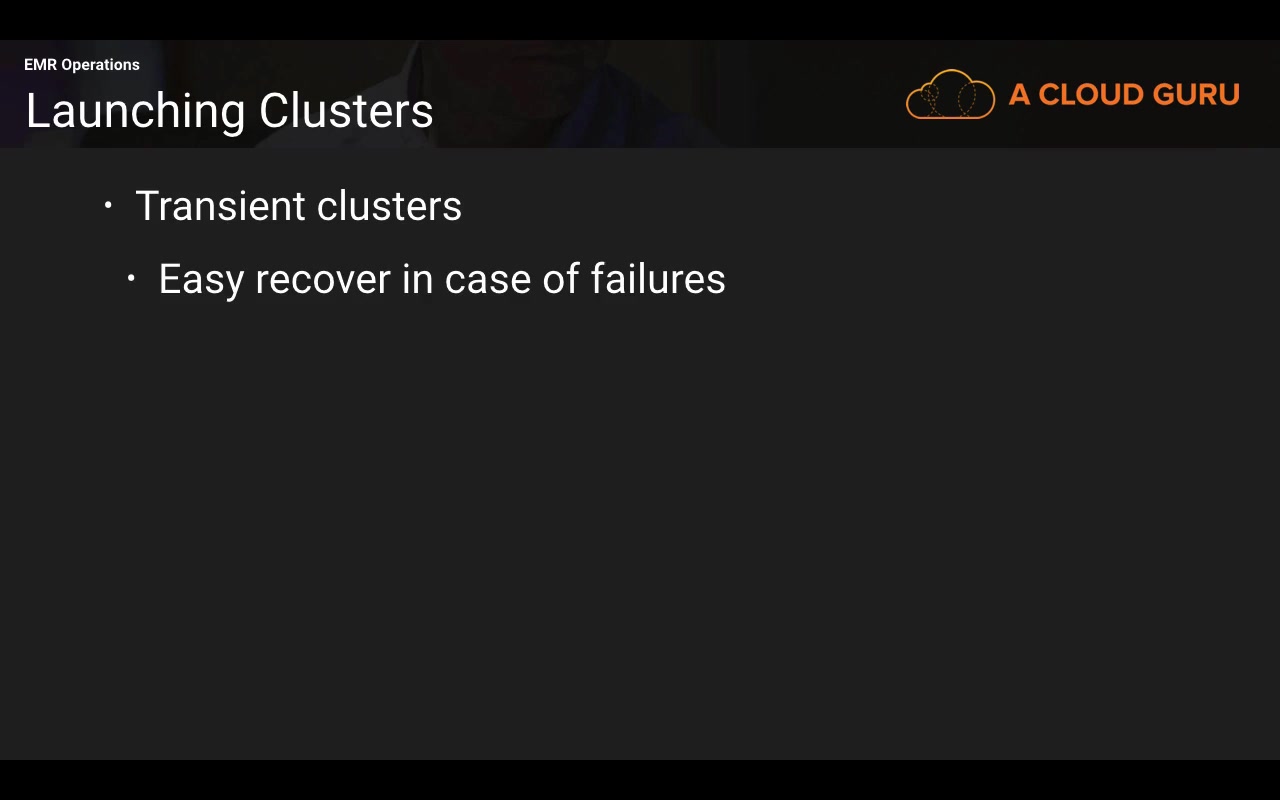 EMR Operations
Launching Clusters
A CLOUD GURU
• Transient clusters
• Easy recover in case of failures